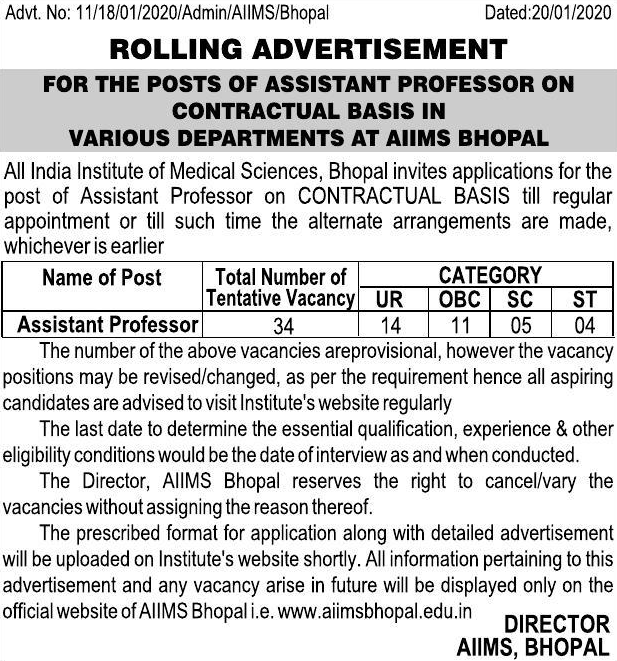 Advt. No: 11/18/01/2020/Admin/AIIMS/Bhopal Dated:20/01/2020
ROLLING ADVERTISEMENT
FOR THE POSTS OF ASSISTANT PROFESSOR ON
CONTRACTUAL BASIS IN
VARIOUS DEPARTMENTS AT AIIMS BHOPAL
All India Institute of Medical Sciences, Bhopal invites applications for the
post of Assistant Professor on CONTRACTUAL BASIS till regular
appointment or till such time the alternate arrangements are made,
whichever is earlier
Name of Post Total Number of CATEGORY
Tentative Vacancy UR OBC SC ST
Assistant Professor 34 14 11 05 04
The number of the above vacancies areprovisional, however the vacancy
positions may be revised/changed, as per the requirement hence all aspiring
candidates are advised to visit Institute's website regularly
The last date to determine the essential qualification, experience & other
eligibility conditions would be the date of interview as and when conducted.
The Director, AIIMS Bhopal reserves the right to cancel/vary the
vacancies without assigning the reason thereof.
The prescribed format for application along with detailed advertisement
will be uploaded on Institute's website shortly. All information pertaining to this
advertisement and any vacancy arise in future will be displayed only on the
official website of AIIMS Bhopal i.e. www.aiimsbhopal.edu.in
DIRECTOR
AIIMS, BHOPAL